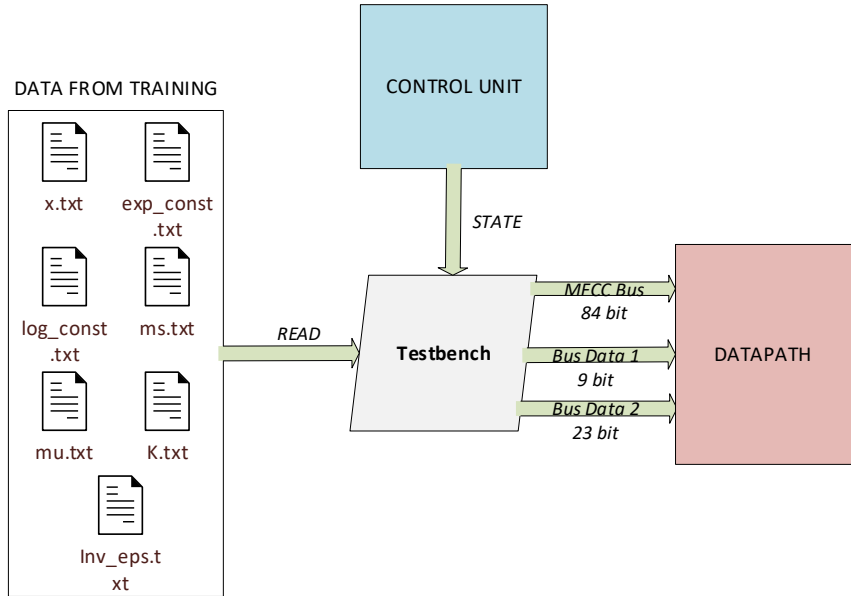 CONTROL UNIT
DATA FROM TRAINING
x.txt
exp_const
.txt
STATE
log_const
.txt
ms.txt
READ
Testbench
MFCC Bus
84 bit
Bus Data 1
9 bit
Bus Data 2
23 bit
DATAPATH
mu.txt
K.txt
Inv_eps.t
xt